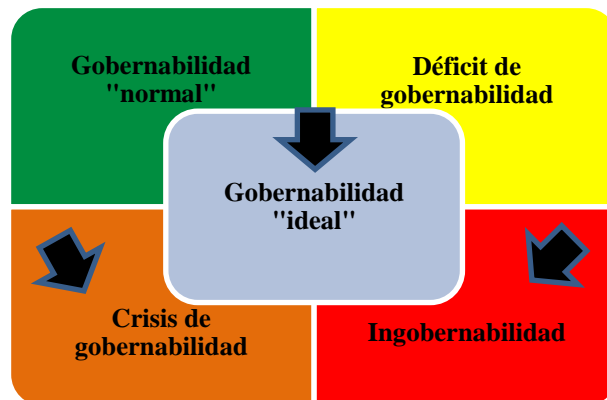 Gobernabilidad
"normal"
Déficit de
gobernabilidad
Gobernabilidad
"ideal"
Crisis de
gobernabilidad
Ingobernabilidad